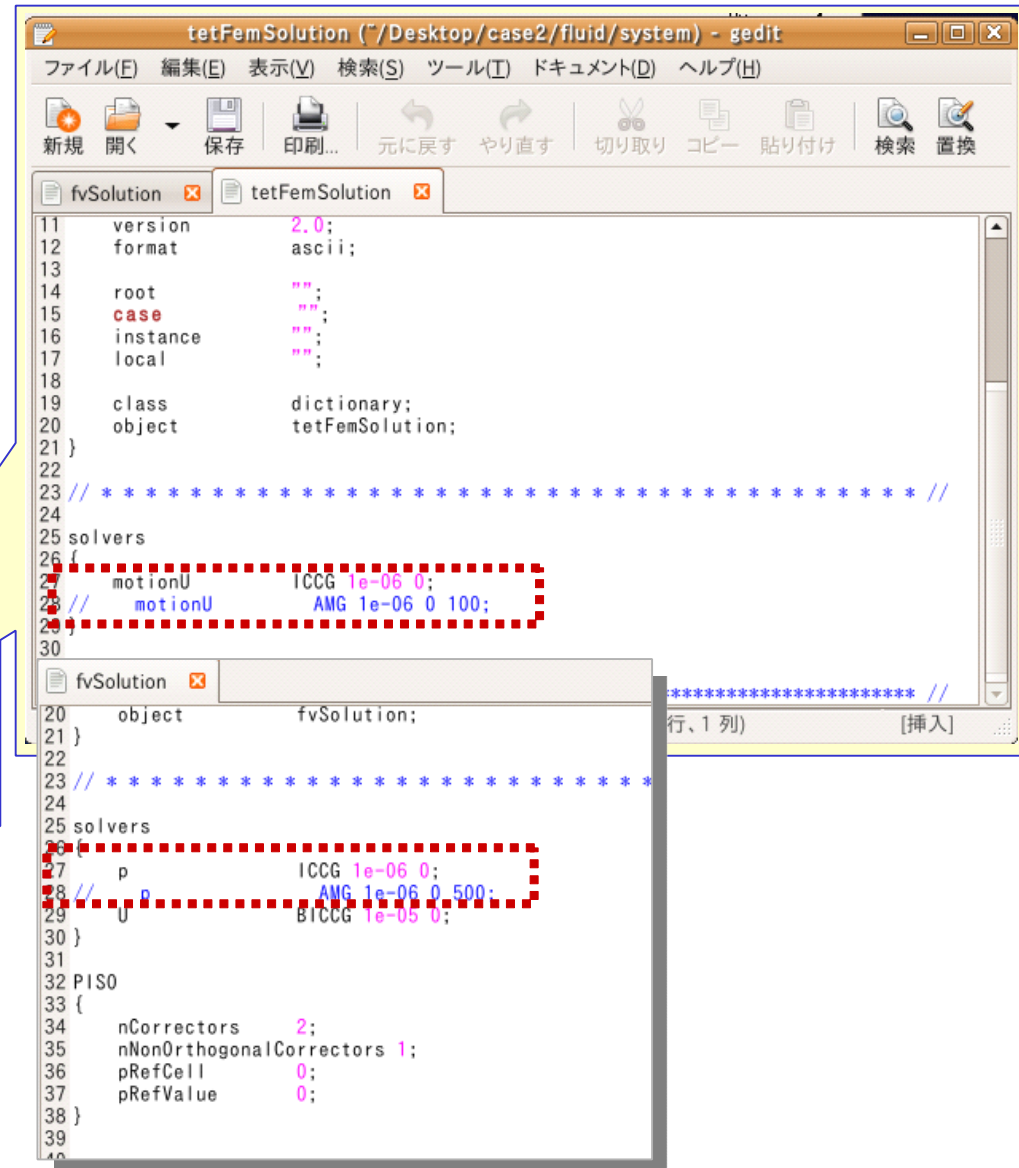 tetFemSolution (~/Desktop/case2/fluid/system) - gedit
ファイル(F) 編集(E) 表示(V) 検索(S) ツール(T) ドキュメント(D) ヘルプ(H)
新規 開く 保存 印刷... 元に戻す やり直す 切り取り コピー 貼り付け 検索 置換
fvSolution tetFemSolution
11 version 2.0;
12 format ascii;
13
14 root "";
15 case "";
16 instance "";
17 local "";
18
19 class dictionary;
20 object tetFemSolution;
21 }
22
23 // * * * * * * * * * * * * * * * * * * * * * * * * * * * * * * * * * * * * * //
24
25 solvers
26 {
27 motionU ICCG 1e-06 0;
28 // motionU AMG 1e-06 0 100;
29 }
30
*********************** //
行、1 列) [挿入]
fvSolution
20 object fvSolution;
21 }
22
23 // * * * * * * * * * * * * * * * * * * * * * * * * *
24
25 solvers
26 {
27 p ICCG 1e-06 0;
28 // p AMG 1e-06 0 500;
29 U BICCG 1e-05 0;
30 }
31
32 PISO
33 {
34 nCorrectors 2;
35 nNonOrthogonalCorrectors 1;
36 pRefCell 0;
37 pRefValue 0;
38 }
39